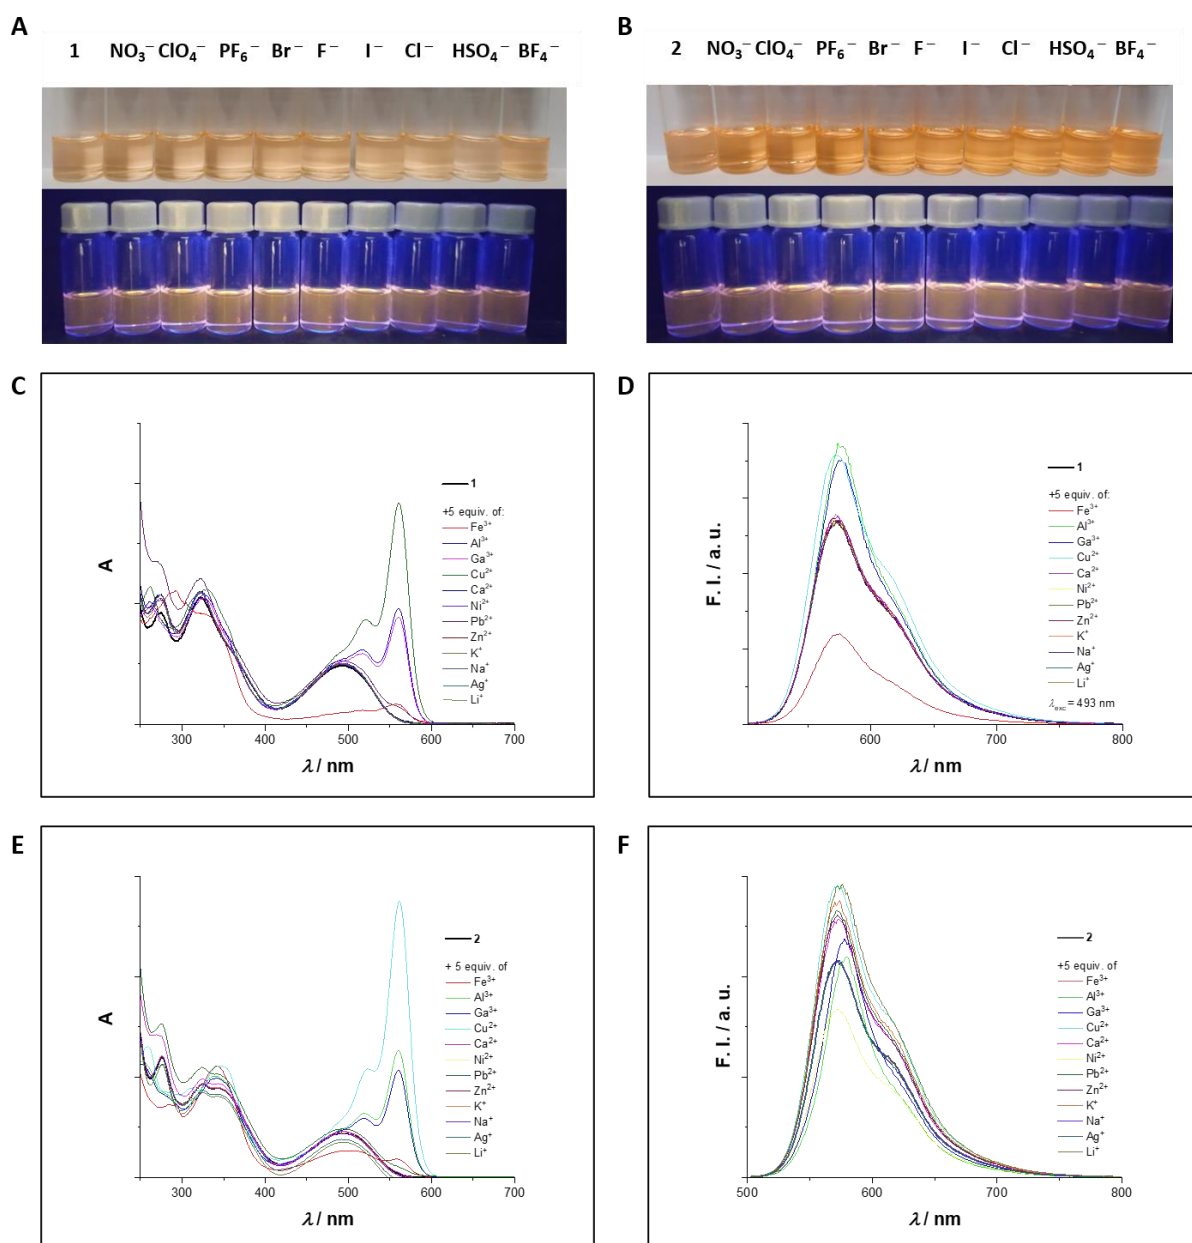 A
1 NO₃⁻ ClO₄⁻ PF₆⁻ Br⁻ F⁻ I⁻ Cl⁻ HSO₄⁻ BF₄⁻
B
2 NO₃⁻ ClO₄⁻ PF₆⁻ Br⁻ F⁻ I⁻ Cl⁻ HSO₄⁻ BF₄⁻
C
A
1
+5 equiv. of:
Fe³⁺
Al³⁺
Ga³⁺
Cu²⁺
Ca²⁺
Ni²⁺
Pb²⁺
Zn²⁺
K⁺
Na⁺
Ag⁺
Li⁺
300 400 500 600 700
λ / nm
D
F. I. / a. u.
1
+5 equiv. of:
Fe³⁺
Al³⁺
Ga³⁺
Cu²⁺
Ca²⁺
Ni²⁺
Pb²⁺
Zn²⁺
K⁺
Na⁺
Ag⁺
Li⁺
λexc = 493 nm
600 700 800
λ / nm
E
A
2
+ 5 equiv. of
Fe³⁺
Al³⁺
Ga³⁺
Cu²⁺
Ca²⁺
Ni²⁺
Pb²⁺
Zn²⁺
K⁺
Na⁺
Ag⁺
Li⁺
300 400 500 600 700
λ / nm
F
F. I. / a. u.
2
+5 equiv. of
Fe³⁺
Al³⁺
Ga³⁺
Cu²⁺
Ca²⁺
Ni²⁺
Pb²⁺
Zn²⁺
K⁺
Na⁺
Ag⁺
Li⁺
500 600 700 800
λ / nm